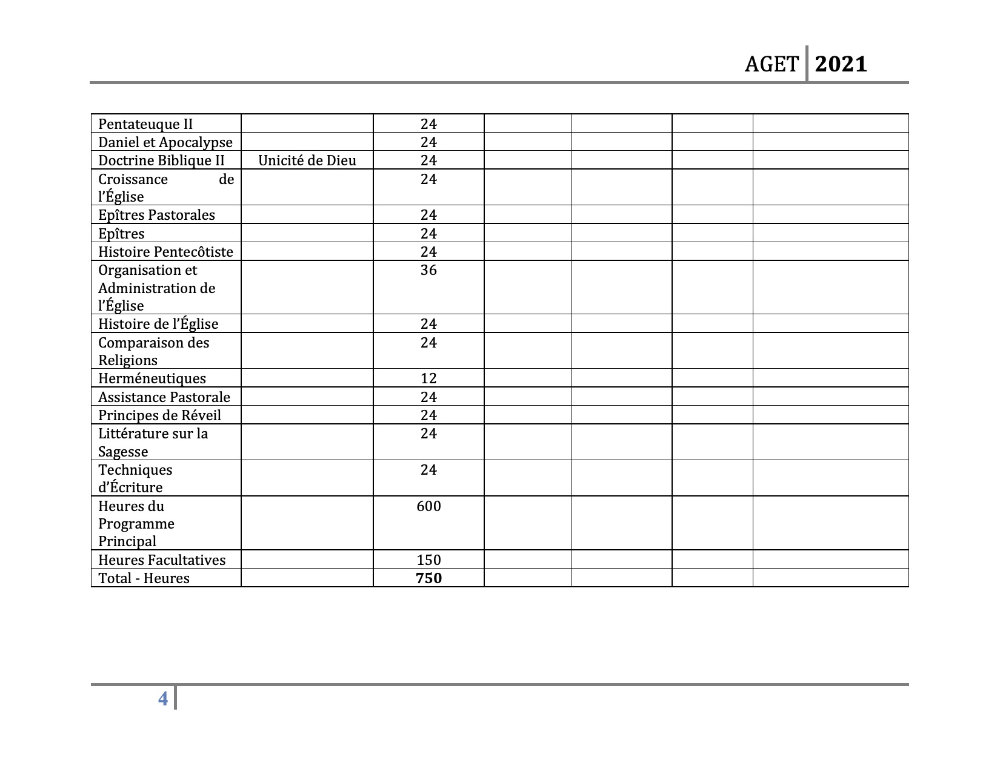 AGET 2021
Pentateuque II 24
Daniel et Apocalypse 24
Doctrine Biblique II Unicité de Dieu 24
Croissance de 24
l’Église
Epîtres Pastorales 24
Epîtres 24
Histoire Pentecôtiste 24
Organisation et 36
Administration de
l’Église
Histoire de l’Église 24
Comparaison des 24
Religions
Herméneutiques 12
Assistance Pastorale 24
Principes de Réveil 24
Littérature sur la 24
Sagesse
Techniques 24
d’Écriture
Heures du 600
Programme
Principal
Heures Facultatives 150
Total - Heures 750
4